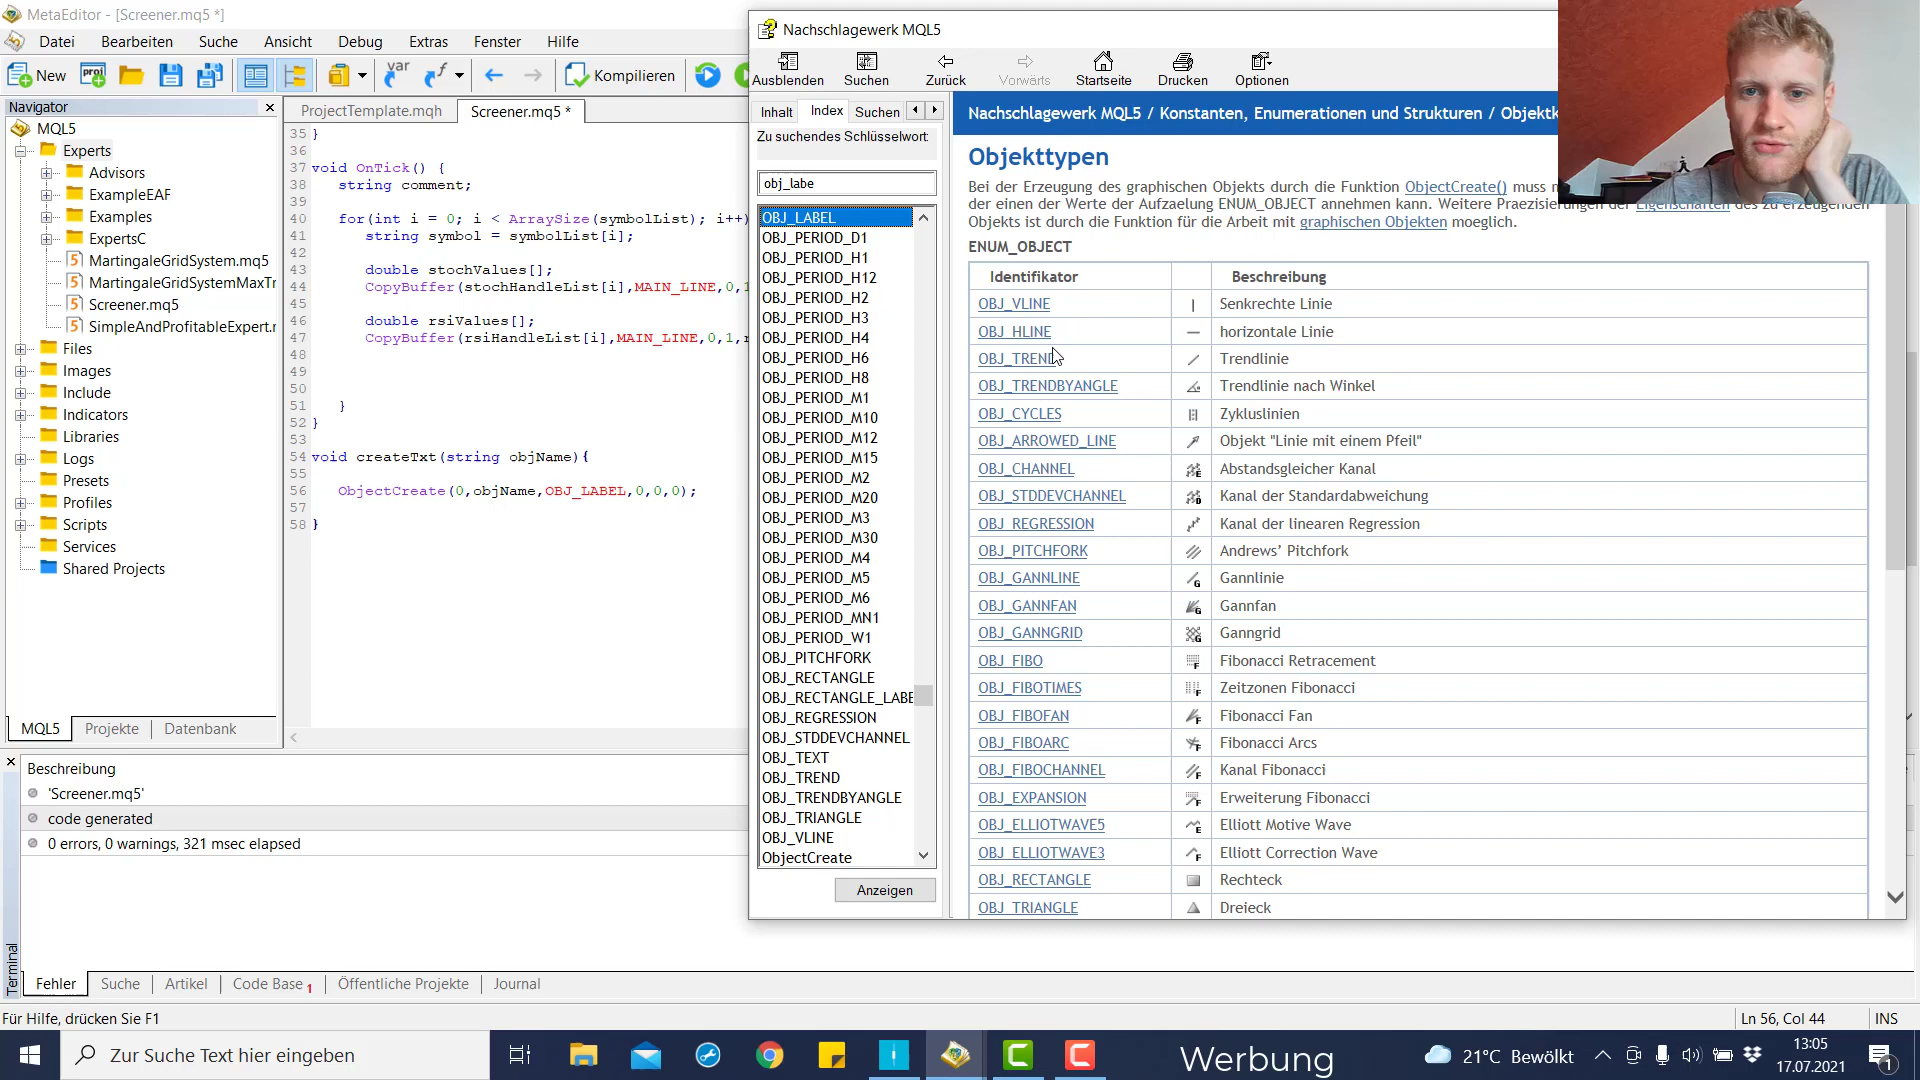 MetaEditor - [Screener.mq5 *]
Datei Bearbeiten Suche Ansicht Debug Extras Fenster Hilfe
New proj var Kompilieren
Navigator
MQL5
Experts
Advisors
ExampleEAF
Examples
ExpertsC
MartingaleGridSystem.mq5
MartingaleGridSystemMaxTr
Screener.mq5
SimpleAndProfitableExpert.
Files
Images
Include
Indicators
Libraries
Logs
Presets
Profiles
Scripts
Services
Shared Projects
MQL5 Projekte Datenbank
ProjectTemplate.mqh Screener.mq5 *
35 }
36
37 void OnTick() {
38 string comment;
39
40 for(int i = 0; i < ArraySize(symbolList); i++)
41 string symbol = symbolList[i];
42
43 double stochValues[];
44 CopyBuffer(stochHandleList[i],MAIN_LINE,0,1
45
46 double rsiValues[];
47 CopyBuffer(rsiHandleList[i],MAIN_LINE,0,1,r
48
49
50
51 }
52 }
53
54 void createTxt(string objName){
55
56 ObjectCreate(0,objName,OBJ_LABEL,0,0,0);
57
58 }
Nachschlagewerk MQL5
Ausblenden Suchen Zurück Vorwärts Startseite Drucken Optionen
Inhalt Index Suchen
Zu suchendes Schlüsselwort
obj_labe
OBJ_LABEL
OBJ_PERIOD_D1
OBJ_PERIOD_H1
OBJ_PERIOD_H12
OBJ_PERIOD_H2
OBJ_PERIOD_H3
OBJ_PERIOD_H4
OBJ_PERIOD_H6
OBJ_PERIOD_H8
OBJ_PERIOD_M1
OBJ_PERIOD_M10
OBJ_PERIOD_M12
OBJ_PERIOD_M15
OBJ_PERIOD_M2
OBJ_PERIOD_M20
OBJ_PERIOD_M3
OBJ_PERIOD_M30
OBJ_PERIOD_M4
OBJ_PERIOD_M5
OBJ_PERIOD_M6
OBJ_PERIOD_MN1
OBJ_PERIOD_W1
OBJ_PITCHFORK
OBJ_RECTANGLE
OBJ_RECTANGLE_LABE
OBJ_REGRESSION
OBJ_STDDEVCHANNEL
OBJ_TEXT
OBJ_TREND
OBJ_TRENDBYANGLE
OBJ_TRIANGLE
OBJ_VLINE
ObjectCreate
Anzeigen
Nachschlagewerk MQL5 / Konstanten, Enumerationen und Strukturen / Objektk
Objekttypen
Bei der Erzeugung des graphischen Objekts durch die Funktion ObjectCreate() muss
der einen der Werte der Aufzaelung ENUM_OBJECT annehmen kann. Weitere Praezisierungen der Eigenschaften des zu erzeugenden
Objekts ist durch die Funktion für die Arbeit mit graphischen Objekten moeglich.
ENUM_OBJECT
Identifikator Beschreibung
OBJ_VLINE Senkrechte Linie
OBJ_HLINE horizontale Linie
OBJ_TREND Trendlinie
OBJ_TRENDBYANGLE Trendlinie nach Winkel
OBJ_CYCLES Zykluslinien
OBJ_ARROWED_LINE Objekt "Linie mit einem Pfeil"
OBJ_CHANNEL Abstandsgleicher Kanal
OBJ_STDDEVCHANNEL Kanal der Standardabweichung
OBJ_REGRESSION Kanal der linearen Regression
OBJ_PITCHFORK Andrews’ Pitchfork
OBJ_GANNLINE Gannlinie
OBJ_GANNFAN Gannfan
OBJ_GANNGRID Ganngrid
OBJ_FIBO Fibonacci Retracement
OBJ_FIBOTIMES Zeitzonen Fibonacci
OBJ_FIBOFAN Fibonacci Fan
OBJ_FIBOARC Fibonacci Arcs
OBJ_FIBOCHANNEL Kanal Fibonacci
OBJ_EXPANSION Erweiterung Fibonacci
OBJ_ELLIOTWAVE5 Elliott Motive Wave
OBJ_ELLIOTWAVE3 Elliott Correction Wave
OBJ_RECTANGLE Rechteck
OBJ_TRIANGLE Dreieck
Beschreibung
'Screener.mq5'
code generated
0 errors, 0 warnings, 321 msec elapsed
Terminal
Fehler Suche Artikel Code Base 1 Öffentliche Projekte Journal
Für Hilfe, drücken Sie F1
Ln 56, Col 44 INS
Zur Suche Text hier eingeben
Werbung
21°C Bewölkt
13:05
17.07.2021
1